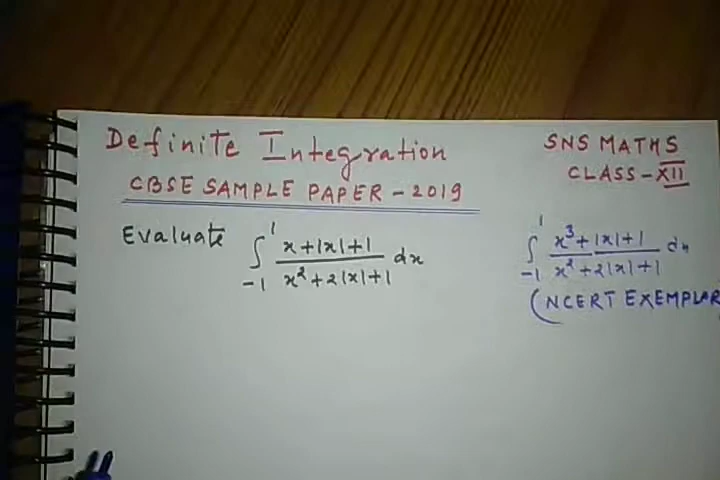 Definite Integration
CBSE SAMPLE PAPER - 2019
SNS MATHS
CLASS-XII
Evaluate ∫₋₁¹ (x+|x|+1)/(x²+2|x|+1) dx
∫₋₁¹ (x³+|x|+1)/(x²+2|x|+1) dx
(NCERT EXEMPLAR